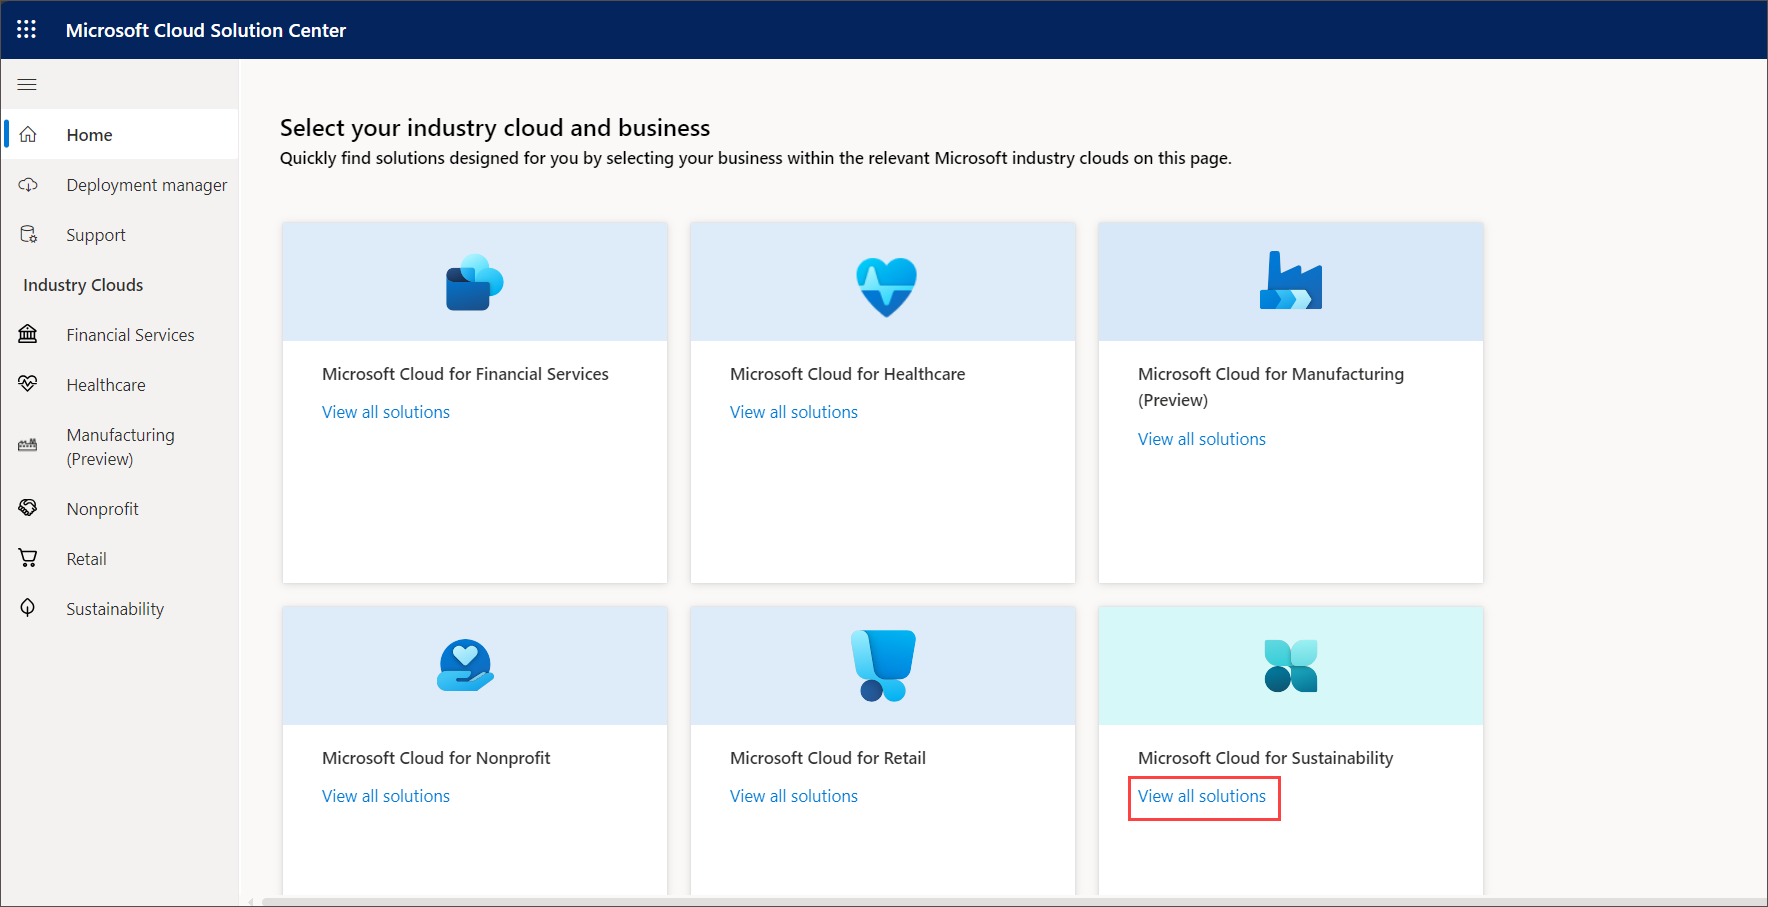 Microsoft Cloud Solution Center
Home
Deployment manager
Support
Industry Clouds
Financial Services
Healthcare
Manufacturing
(Preview)
Nonprofit
Retail
Sustainability
Select your industry cloud and business
Quickly find solutions designed for you by selecting your business within the relevant Microsoft industry clouds on this page.
Microsoft Cloud for Financial Services
View all solutions
Microsoft Cloud for Healthcare
View all solutions
Microsoft Cloud for Manufacturing
(Preview)
View all solutions
Microsoft Cloud for Nonprofit
View all solutions
Microsoft Cloud for Retail
View all solutions
Microsoft Cloud for Sustainability
View all solutions